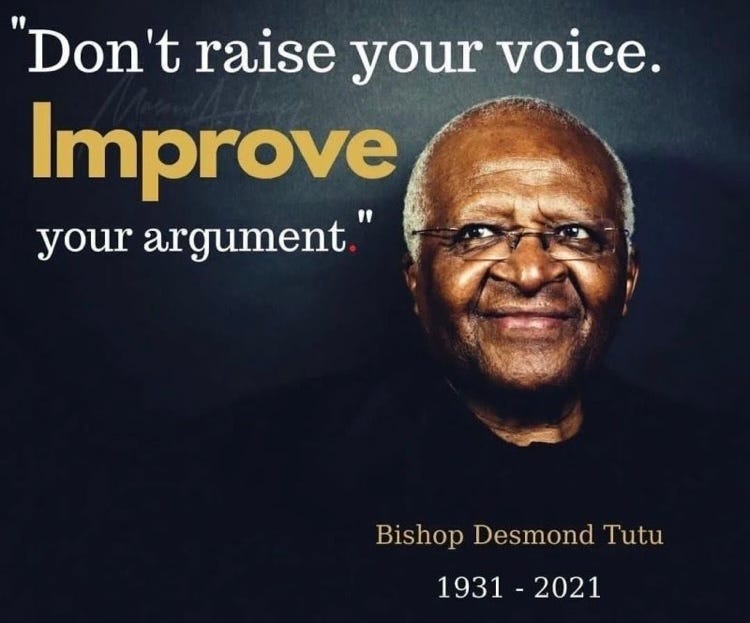 "Don't raise your voice.
Improve
your argument."
Bishop Desmond Tutu
1931 - 2021